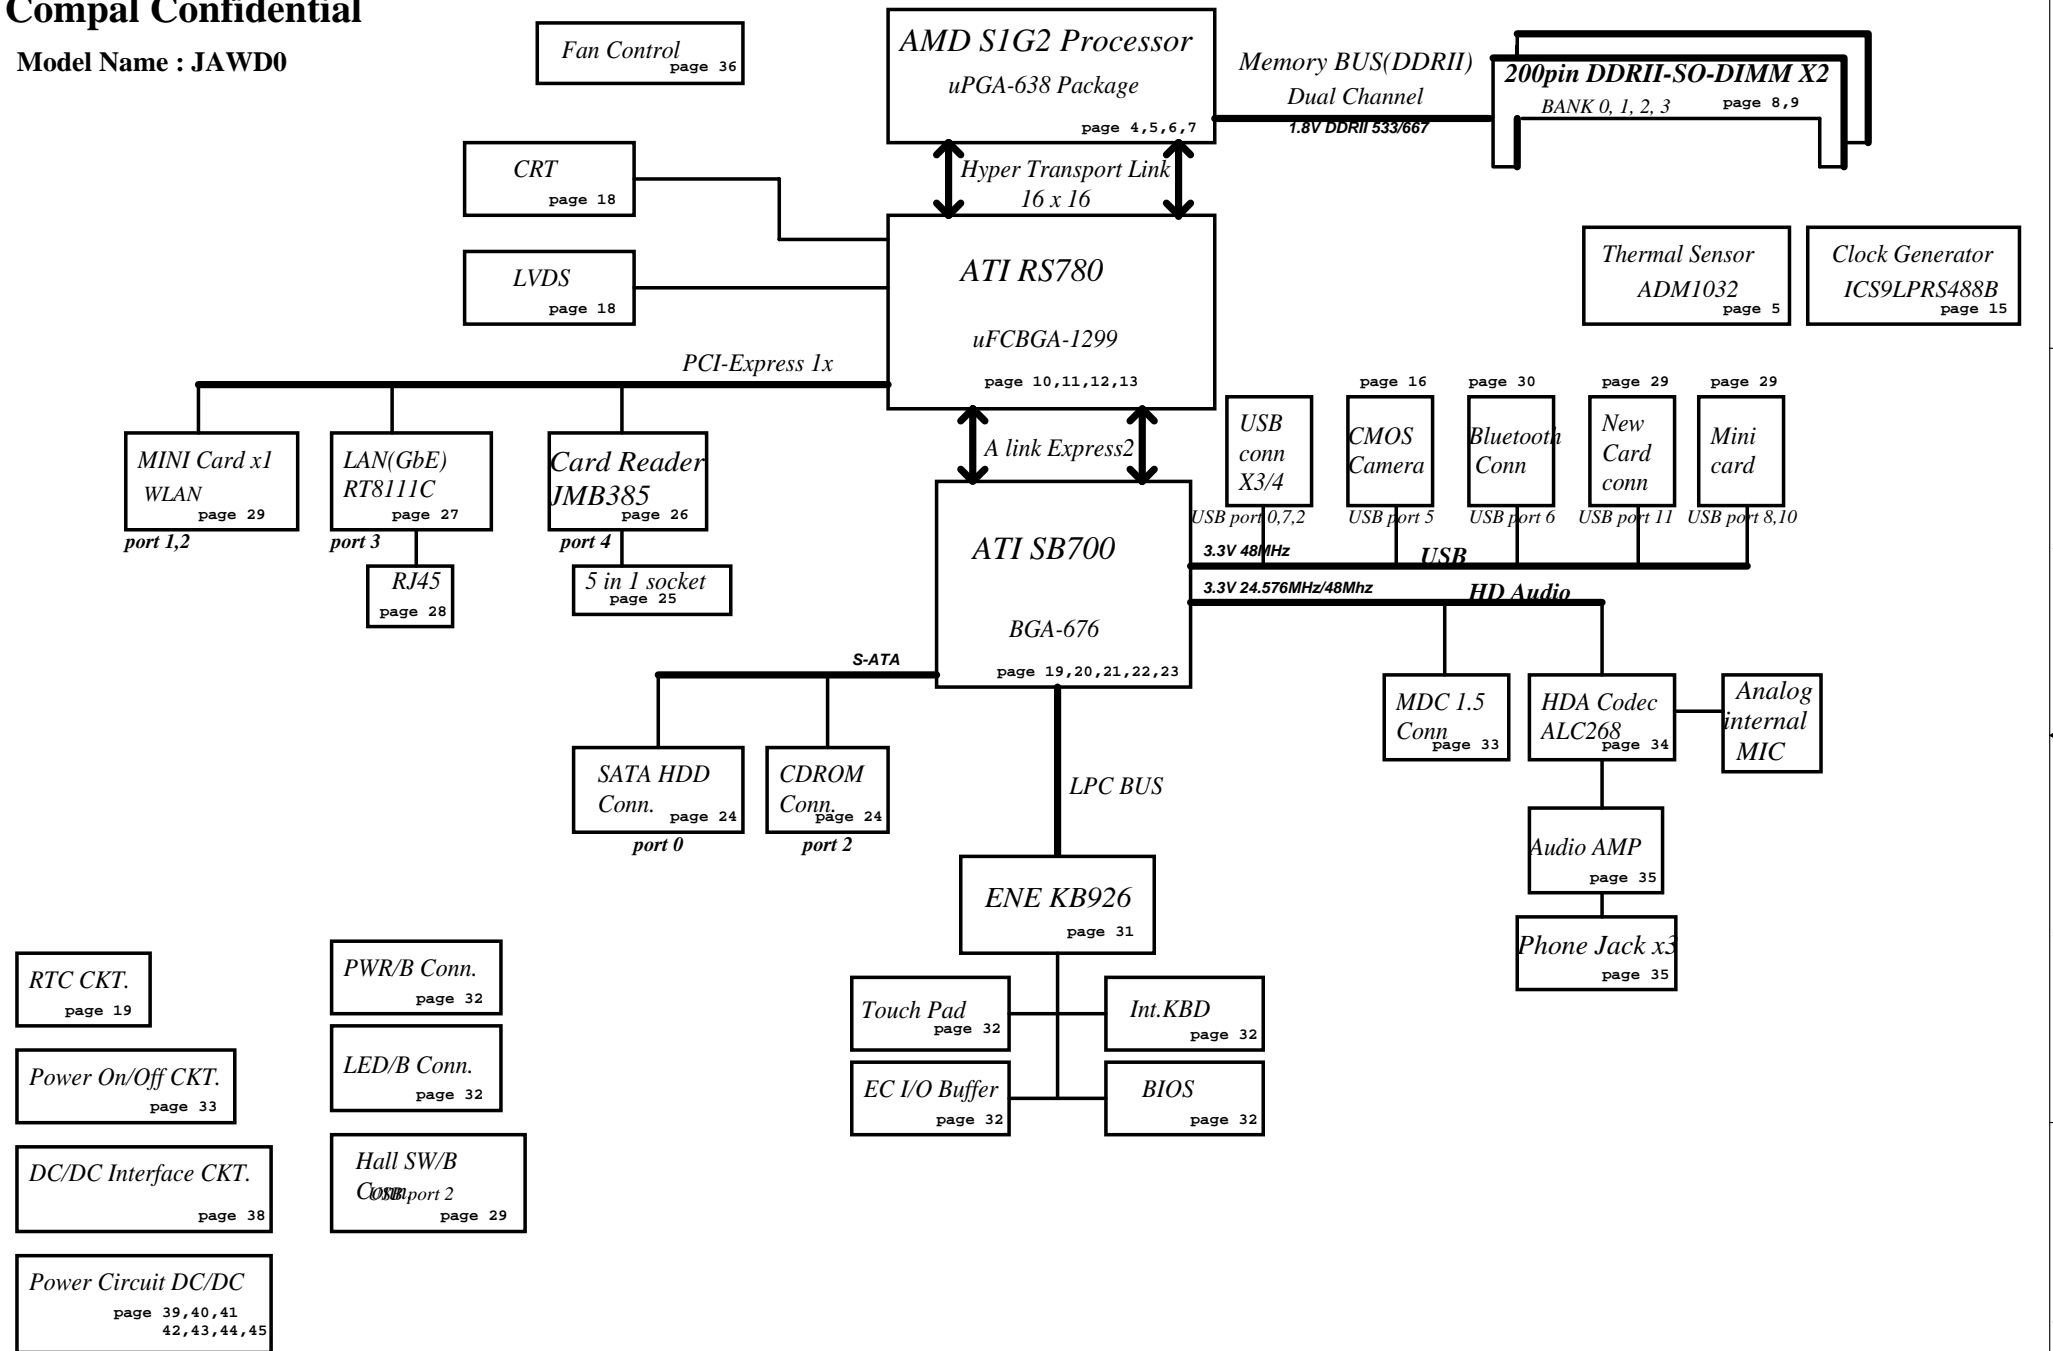 Compal Confidential
Model Name : JAWD0
Fan Control
page 36
AMD S1G2 Processor
uPGA-638 Package
page 4,5,6,7
Memory BUS(DDRII)
Dual Channel
1.8V DDRII 533/667
200pin DDRII-SO-DIMM X2
BANK 0, 1, 2, 3
page 8,9
Hyper Transport Link
16 x 16
CRT
page 18
LVDS
page 18
ATI RS780
uFCBGA-1299
page 10,11,12,13
Thermal Sensor
ADM1032
page 5
Clock Generator
ICS9LPRS488B
page 15
PCI-Express 1x
A link Express2
MINI Card x1
WLAN
page 29
port 1,2
LAN(GbE)
RT8111C
page 27
port 3
RJ45
page 28
Card Reader
JMB385
page 26
port 4
5 in 1 socket
page 25
USB
conn
X3/4
USB port 0,7,2
page 16
CMOS
Camera
USB port 5
page 30
Bluetooth
Conn
USB port 6
page 29
New
Card
conn
USB port 11
page 29
Mini
card
USB port 8,10
ATI SB700
BGA-676
page 19,20,21,22,23
3.3V 48MHz
USB
3.3V 24.576MHz/48Mhz
HD Audio
S-ATA
SATA HDD
Conn.
page 24
port 0
CDROM
Conn.
page 24
port 2
LPC BUS
MDC 1.5
Conn
page 33
HDA Codec
ALC268
page 34
Analog
internal
MIC
Audio AMP
page 35
Phone Jack x3
page 35
ENE KB926
page 31
Touch Pad
page 32
Int.KBD
page 32
EC I/O Buffer
page 32
BIOS
page 32
RTC CKT.
page 19
Power On/Off CKT.
page 33
DC/DC Interface CKT.
page 38
Power Circuit DC/DC
page 39,40,41
42,43,44,45
PWR/B Conn.
page 32
LED/B Conn.
page 32
Hall SW/B
Conn.
USB port 2
page 29